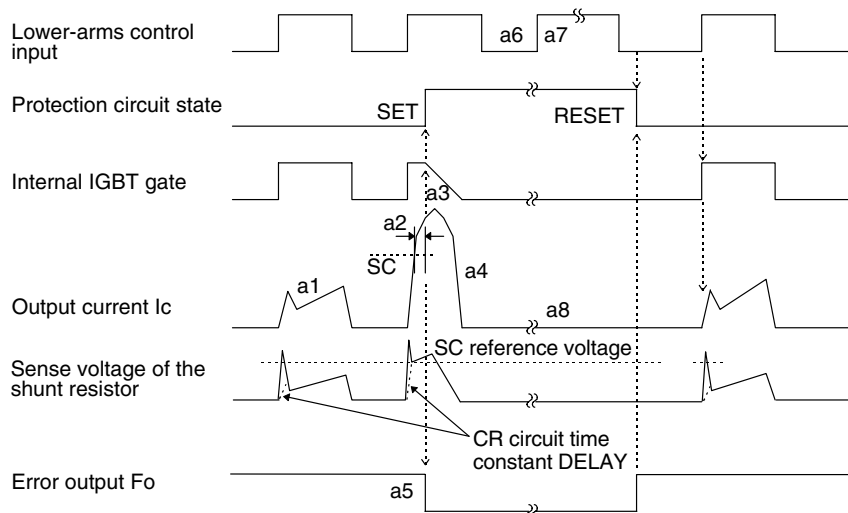 Lower-arms control
input
a6
a7
Protection circuit state
SET
RESET
Internal IGBT gate
a3
a2
SC
a4
Output current Ic
a1
a8
SC reference voltage
Sense voltage of the
shunt resistor
CR circuit time
constant DELAY
Error output Fo
a5